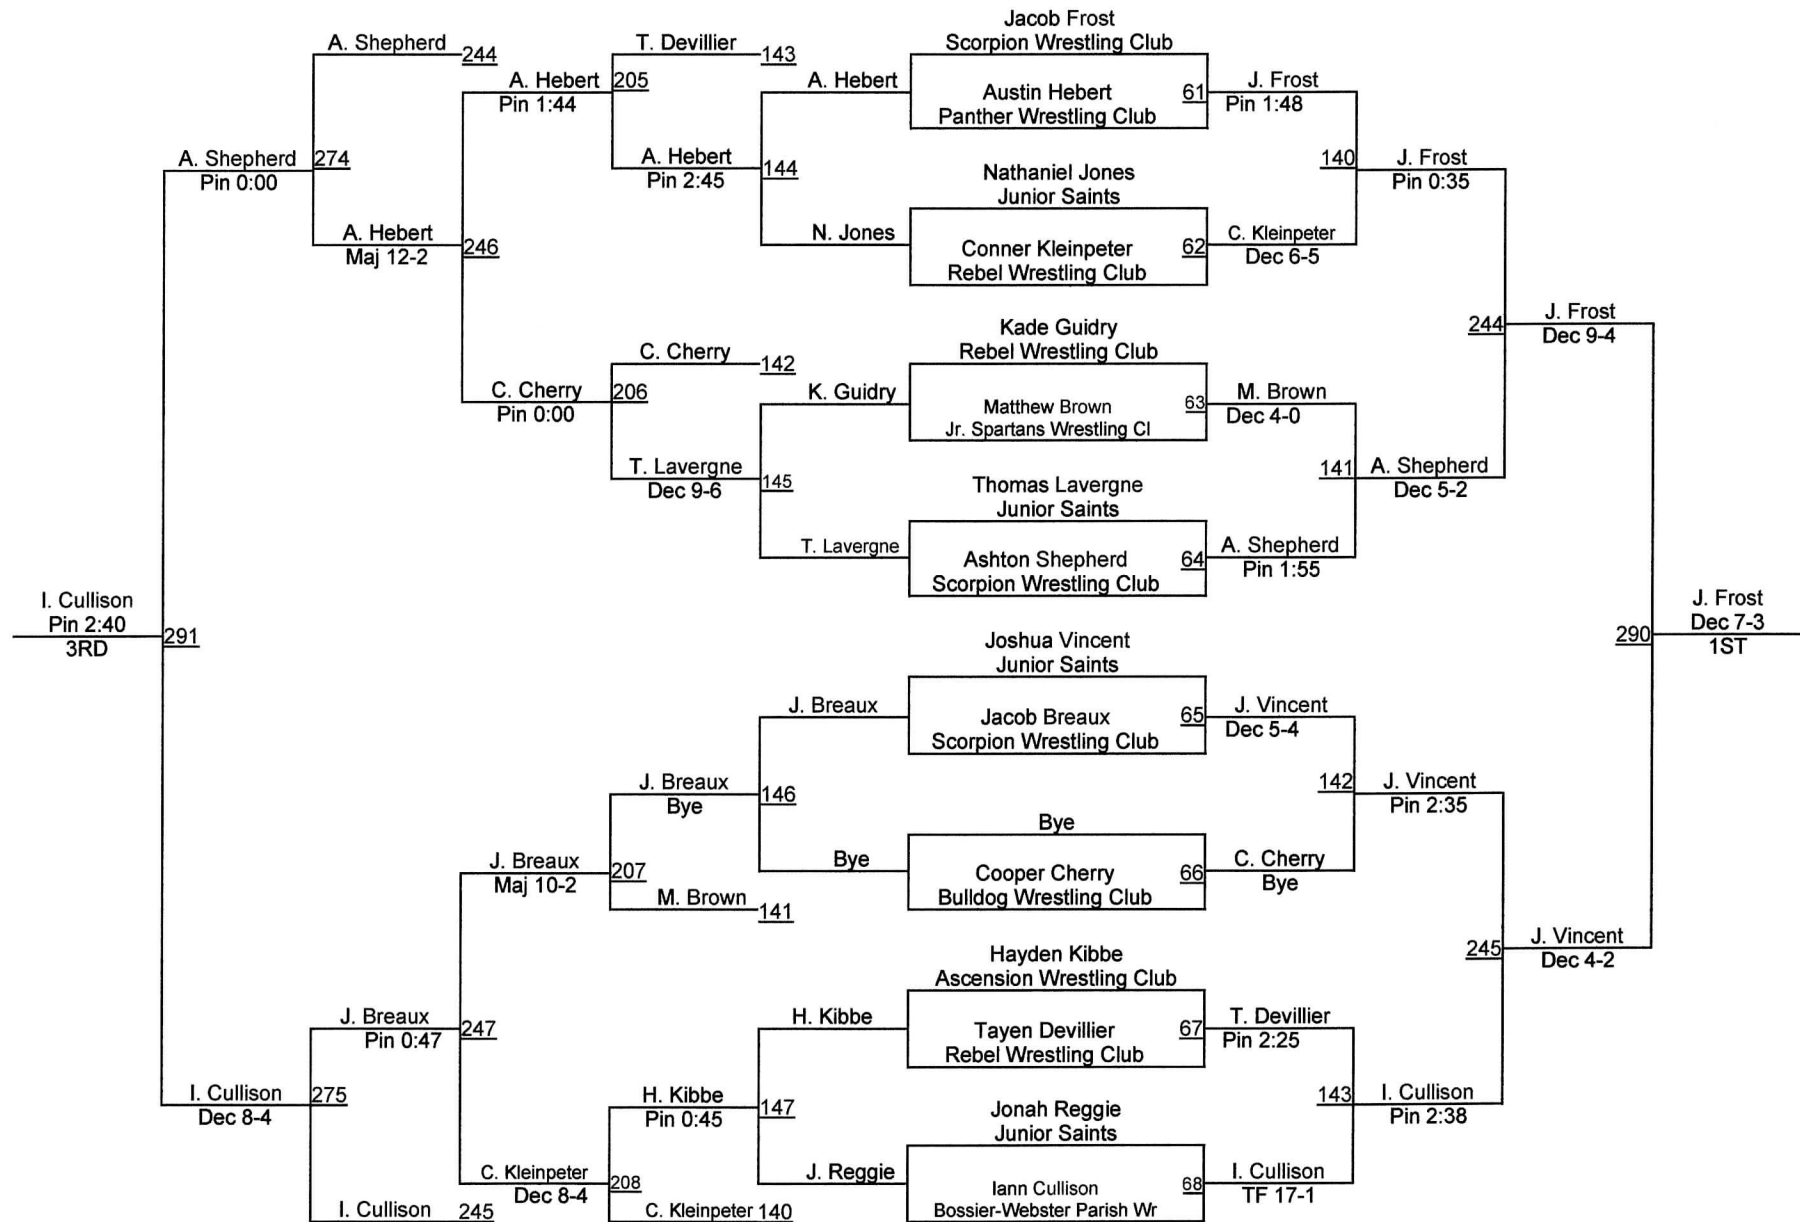 Jacob Frost
A. Shepherd
244
T. Devillier
143
Scorpion Wrestling Club
A. Hebert
205
A. Hebert
Austin Hebert
61
J. Frost
Pin 1:44
Panther Wrestling Club
Pin 1:48
A. Shepherd
274
A. Hebert
144
Nathaniel Jones
140
J. Frost
Pin 0:00
Pin 2:45
Junior Saints
Pin 0:35
A. Hebert
246
N. Jones
Conner Kleinpeter
62
C. Kleinpeter
Maj 12-2
Rebel Wrestling Club
Dec 6-5
Kade Guidry
244
J. Frost
C. Cherry
142
Rebel Wrestling Club
Dec 9-4
C. Cherry
206
K. Guidry
Matthew Brown
63
M. Brown
Pin 0:00
Jr. Spartans Wrestling Cl
Dec 4-0
T. Lavergne
145
Thomas Lavergne
141
A. Shepherd
Dec 9-6
Junior Saints
Dec 5-2
T. Lavergne
Ashton Shepherd
64
A. Shepherd
Scorpion Wrestling Club
Pin 1:55
I. Cullison
J. Frost
Pin 2:40
291
Joshua Vincent
290
Dec 7-3
3RD
Junior Saints
1ST
J. Breaux
Jacob Breaux
65
J. Vincent
Scorpion Wrestling Club
Dec 5-4
J. Breaux
146
142
J. Vincent
Bye
Bye
Pin 2:35
J. Breaux
207
Bye
Cooper Cherry
66
C. Cherry
Maj 10-2
Bulldog Wrestling Club
Bye
M. Brown
141
Hayden Kibbe
245
J. Vincent
Ascension Wrestling Club
Dec 4-2
J. Breaux
247
H. Kibbe
Tayen Devillier
67
T. Devillier
Pin 0:47
Rebel Wrestling Club
Pin 2:25
I. Cullison
275
H. Kibbe
147
Jonah Reggie
143
I. Cullison
Dec 8-4
Pin 0:45
Junior Saints
Pin 2:38
C. Kleinpeter
208
J. Reggie
Iann Cullison
68
I. Cullison
Dec 8-4
Bossier-Webster Parish Wr
TF 17-1
I. Cullison
245
C. Kleinpeter
140